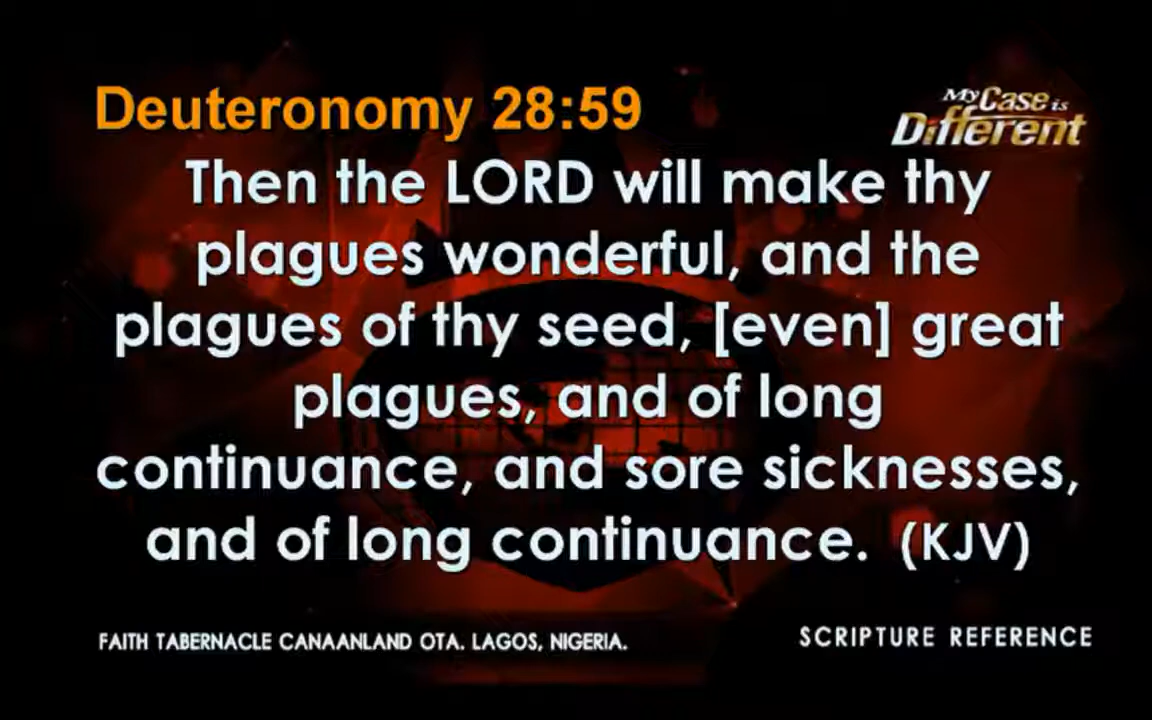 Deuteronomy 28:59
My Case is
Different
Then the LORD will make thy
plagues wonderful, and the
plagues of thy seed, [even] great
plagues, and of long
continuance, and sore sicknesses,
and of long continuance. (KJV)
FAITH TABERNACLE CANAANLAND OTA. LAGOS, NIGERIA.
SCRIPTURE REFERENCE